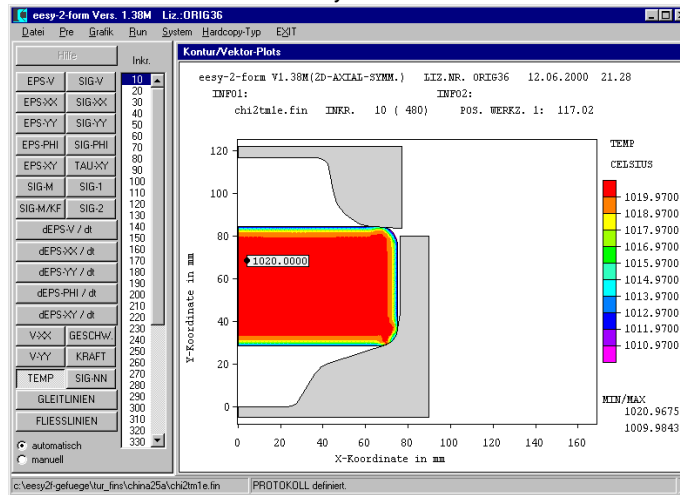 eesy-2-form Vers. 1.38M Liz.:ORIG36
Datei Pre Grafik Run System Hardcopy-Typ EXIT
Hilfe
Inkr.
EPS-V SIG-V
EPS-XX SIG-XX
EPS-YY SIG-YY
EPS-PHI SIG-PHI
EPS-XY TAU-XY
SIG-M SIG-1
SIG-M/KF SIG-2
dEPS-V / dt
dEPS-XX / dt
dEPS-YY / dt
dEPS-PHI / dt
dEPS-XY / dt
V-XX GESCHW.
V-YY KRAFT
TEMP SIG-NN
GLEITLINIEN
FLIESSLINIEN
automatisch
manuell
10
20
30
40
50
60
70
80
90
100
110
120
130
140
150
160
170
180
190
200
210
220
230
240
250
260
270
280
290
300
310
320
330
Kontur/Vektor-Plots
eesy-2-form V1.38M(2D-AXIAL-SYMM.) LIZ.NR. ORIG36 12.06.2000 21.28
INFO1: INFO2:
chi2tm1e.fin INKR. 10 ( 480) POS. WERKZ. 1: 117.02
Y-Koordinate in mm
120
100
80
60
40
20
0
1020.0000
0 20 40 60 80 100 120 140 160
X-Koordinate in mm
TEMP
CELSIUS
1019.9700
1018.9700
1017.9700
1016.9700
1015.9700
1014.9700
1013.9700
1012.9700
1011.9700
1010.9700
MIN/MAX
1020.9675
1009.9843
c:\eesy2f-gefuege\tur_fins\china25a\chi2tm1e.fin PROTOKOLL definiert.